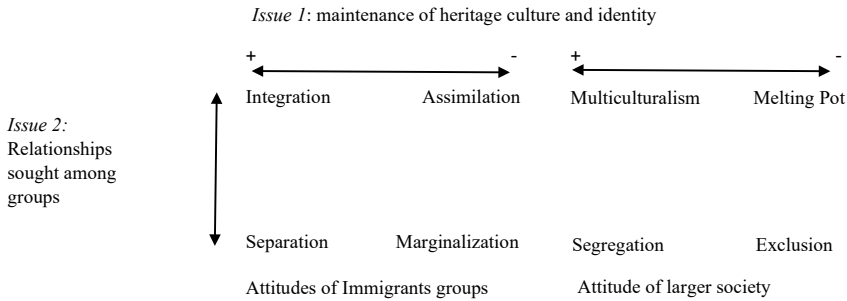 Issue 1: maintenance of heritage culture and identity
+ - + -
Integration Assimilation Multiculturalism Melting Pot
Issue 2:
Relationships
sought among
groups
Separation Marginalization Segregation Exclusion
Attitudes of Immigrants groups Attitude of larger society